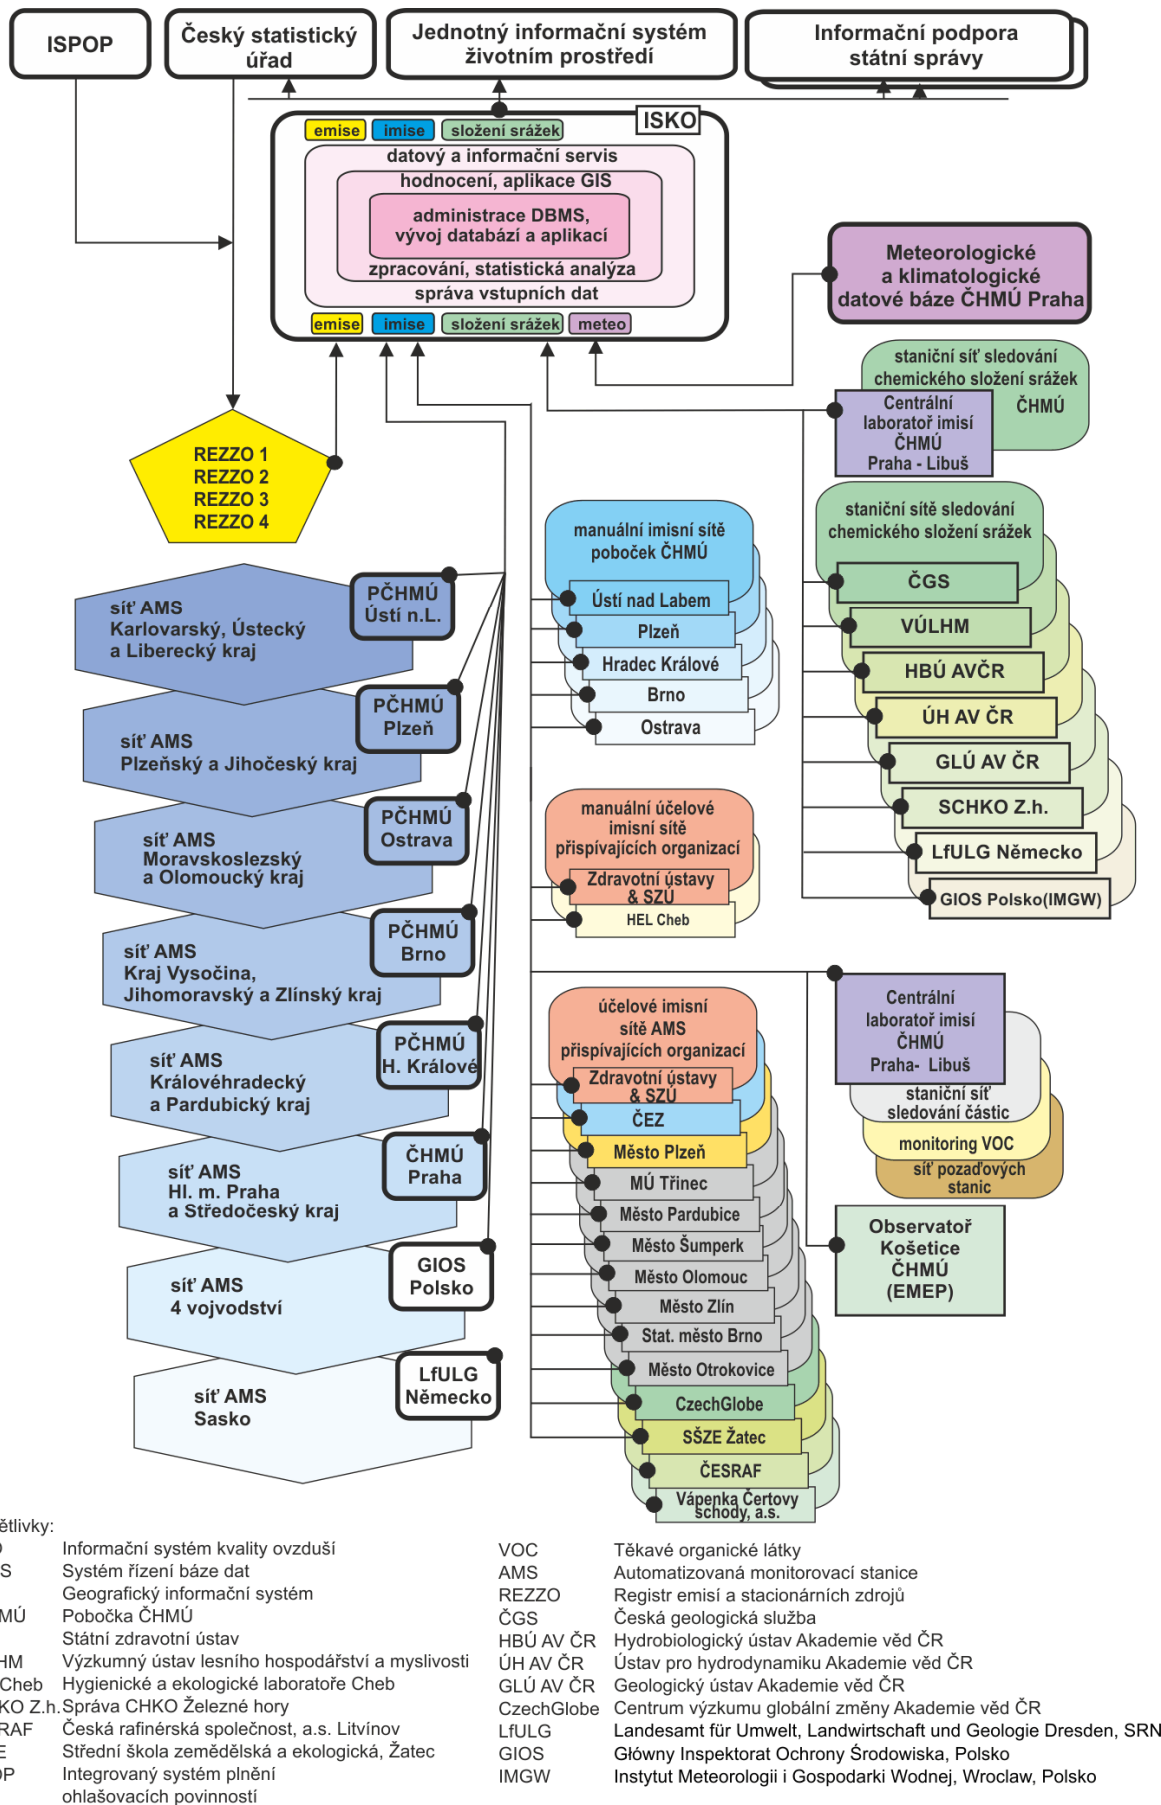 ISPOP
Český statistický
úřad
Jednotný informační systém
životním prostředí
Informační podpora
státní správy
ISKO
emise
imise
složení srážek
datový a informační servis
hodnocení, aplikace GIS
administrace DBMS,
vývoj databází a aplikací
zpracování, statistická analýza
správa vstupních dat
emise
imise
složení srážek
meteo
Meteorologické
a klimatologické
datové báze ČHMÚ Praha
staniční síť sledování
chemického složení srážek
ČHMÚ
Centrální
laboratoř imisí
ČHMÚ
Praha - Libuš
REZZO 1
REZZO 2
REZZO 3
REZZO 4
staniční sítě sledování
chemického složení srážek
ČGS
VÚLHM
HBÚ AVČR
ÚH AV ČR
GLÚ AV ČR
SCHKO Z.h.
LfULG Německo
GIOS Polsko(IMGW)
manuální imisní sítě
poboček ČHMÚ
Ústí nad Labem
Plzeň
Hradec Králové
Brno
Ostrava
PČHMÚ
Ústí n.L.
síť AMS
Karlovarský, Ústecký
a Liberecký kraj
PČHMÚ
Plzeň
síť AMS
Plzeňský a Jihočeský kraj
PČHMÚ
Ostrava
síť AMS
Moravskoslezský
a Olomoucký kraj
PČHMÚ
Brno
síť AMS
Kraj Vysočina,
Jihomoravský a Zlínský kraj
PČHMÚ
H. Králové
síť AMS
Královéhradecký
a Pardubický kraj
ČHMÚ
Praha
síť AMS
Hl. m. Praha
a Středočeský kraj
GIOS
Polsko
síť AMS
4 vojvodství
LfULG
Německo
síť AMS
Sasko
manuální účelové
imisní sítě
přispívajících organizací
Zdravotní ústavy
& SZÚ
HEL Cheb
účelové imisní
sítě AMS
přispívajících organizací
Zdravotní ústavy
& SZÚ
ČEZ
Město Plzeň
MÚ Třinec
Město Pardubice
Město Šumperk
Město Olomouc
Město Zlín
Stat. město Brno
Město Otrokovice
CzechGlobe
SŠZE Žatec
ČESRAF
Vápenka Čertovy
schody, a.s.
Centrální
laboratoř imisí
ČHMÚ
Praha- Libuš
staniční síť
sledování částic
monitoring VOC
síť pozaďových
stanic
Observatoř
Košetice
ČHMÚ
(EMEP)
ětlivky:
O Informační systém kvality ovzduší
S Systém řízení báze dat
Geografický informační systém
MÚ Pobočka ČHMÚ
Státní zdravotní ústav
HM Výzkumný ústav lesního hospodářství a myslivosti
Cheb Hygienické a ekologické laboratoře Cheb
KO Z.h. Správa CHKO Železné hory
RAF Česká rafinérská společnost, a.s. Litvínov
E Střední škola zemědělská a ekologická, Žatec
OP Integrovaný systém plnění
ohlašovacích povinností
VOC Těkavé organické látky
AMS Automatizovaná monitorovací stanice
REZZO Registr emisí a stacionárních zdrojů
ČGS Česká geologická služba
HBÚ AV ČR Hydrobiologický ústav Akademie věd ČR
ÚH AV ČR Ústav pro hydrodynamiku Akademie věd ČR
GLÚ AV ČR Geologický ústav Akademie věd ČR
CzechGlobe Centrum výzkumu globální změny Akademie věd ČR
LfULG Landesamt für Umwelt, Landwirtschaft und Geologie Dresden, SRN
GIOS Główny Inspektorat Ochrony Środowiska, Polsko
IMGW Instytut Meteorologii i Gospodarki Wodnej, Wroclaw, Polsko